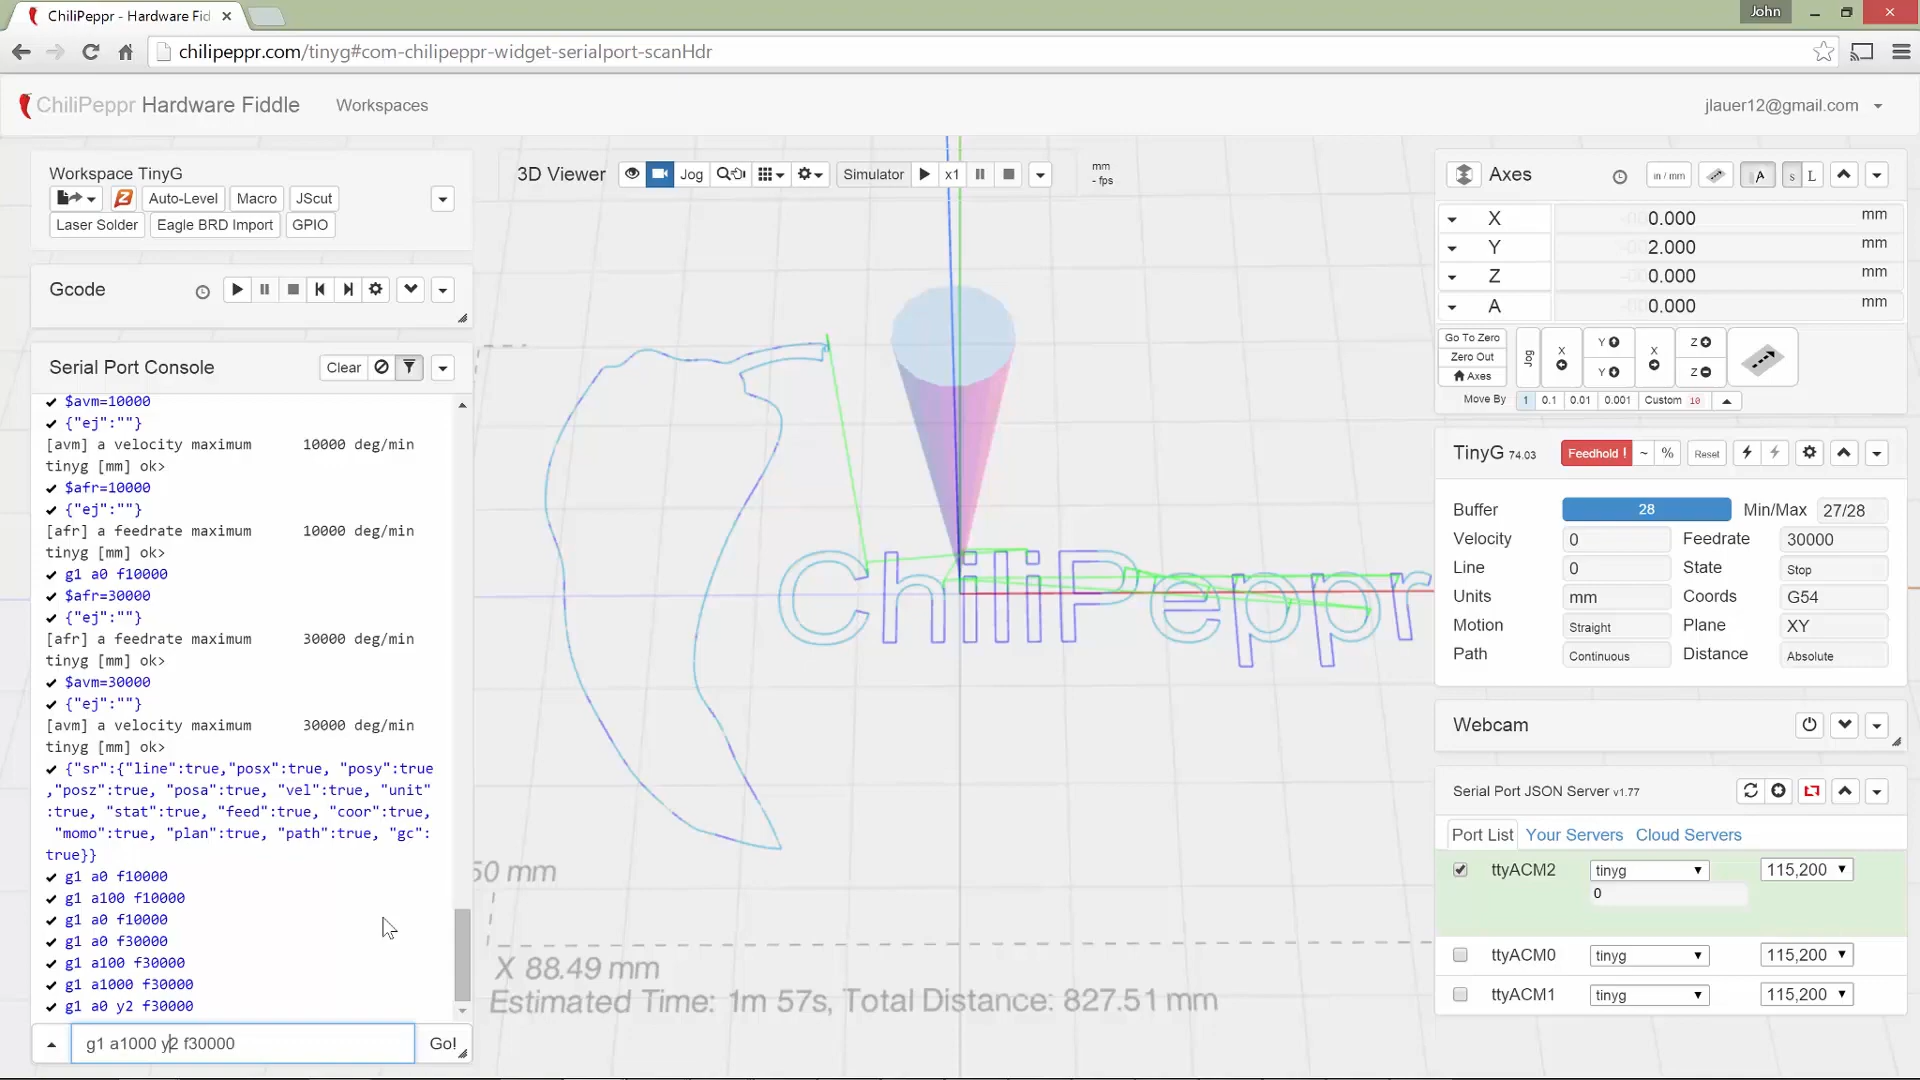 ChiliPeppr - Hardware Fid
John
chilipeppr.com/tinyg#com-chilipeppr-widget-serialport-scanHdr
ChiliPeppr Hardware Fiddle
Workspaces
jlauer12@gmail.com
Workspace TinyG
Auto-Level
Macro
JScut
Laser Solder
Eagle BRD Import
GPIO
Gcode
Serial Port Console
Clear
$avm=10000
{"ej":""}
[avm] a velocity maximum 10000 deg/min
tinyg [mm] ok>
$afr=10000
{"ej":""}
[afr] a feedrate maximum 10000 deg/min
tinyg [mm] ok>
g1 a0 f10000
$afr=30000
{"ej":""}
[afr] a feedrate maximum 30000 deg/min
tinyg [mm] ok>
$avm=30000
{"ej":""}
[avm] a velocity maximum 30000 deg/min
tinyg [mm] ok>
{"sr":{"line":true,"posx":true, "posy":true
,"posz":true, "posa":true, "vel":true, "unit"
:true, "stat":true, "feed":true, "coor":true,
"momo":true, "plan":true, "path":true, "gc":
true}}
g1 a0 f10000
g1 a100 f10000
g1 a0 f10000
g1 a0 f30000
g1 a100 f30000
g1 a1000 f30000
g1 a0 y2 f30000
g1 a1000 y2 f30000
Go!
3D Viewer
Jog
Simulator
x1
mm
- fps
ChiliPeppr
50 mm
X 88.49 mm
Estimated Time: 1m 57s, Total Distance: 827.51 mm
Axes
in / mm
A
s
L
X 0.000 mm
Y 2.000 mm
Z 0.000 mm
A 0.000 mm
Go To Zero
Zero Out
Axes
Jog
X
Y
Y
X
Z
Z
Move By
1
0.1
0.01
0.001
Custom 10
TinyG 74.03
Feedhold !
~
%
Reset
Buffer 28 Min/Max 27/28
Velocity 0 Feedrate 30000
Line 0 State Stop
Units mm Coords G54
Motion Straight Plane XY
Path Continuous Distance Absolute
Webcam
Serial Port JSON Server v1.77
Port List
Your Servers
Cloud Servers
ttyACM2 tinyg 115,200
0
ttyACM0 tinyg 115,200
ttyACM1 tinyg 115,200